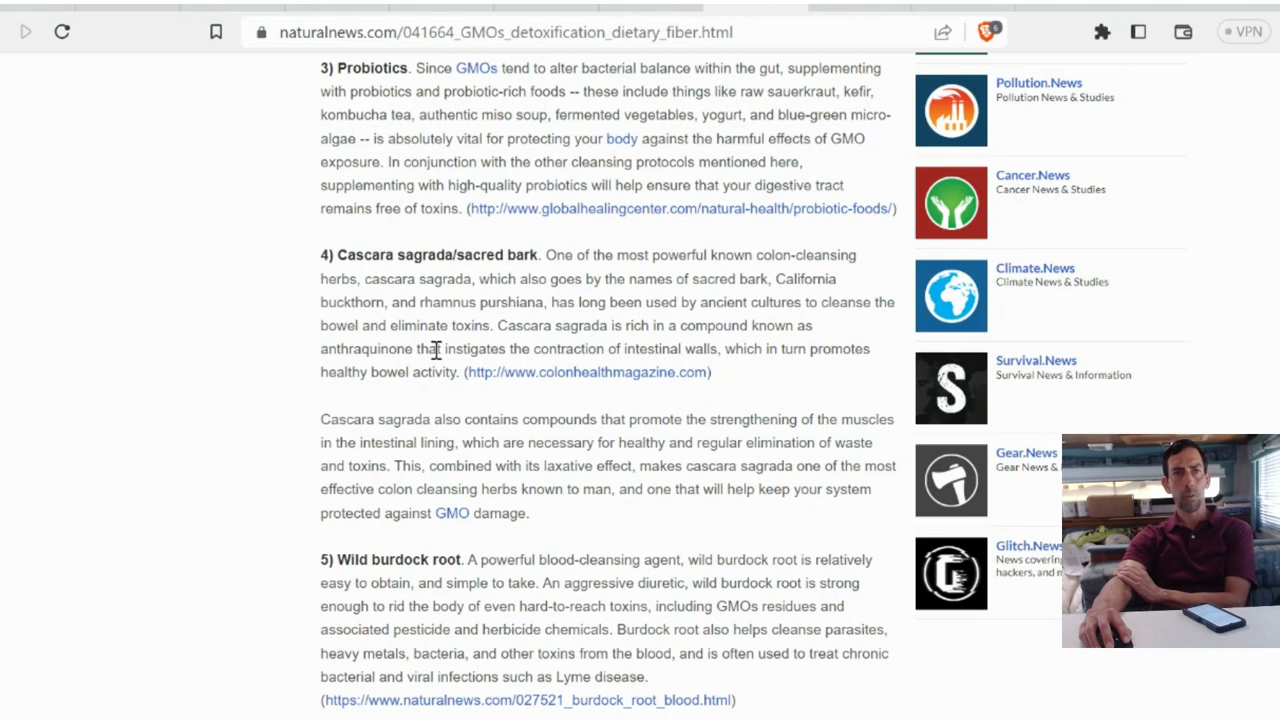 naturalnews.com/041664_GMOs_detoxification_dietary_fiber.html
6
VPN
3) Probiotics. Since GMOs tend to alter bacterial balance within the gut, supplementing
with probiotics and probiotic-rich foods -- these include things like raw sauerkraut, kefir,
kombucha tea, authentic miso soup, fermented vegetables, yogurt, and blue-green micro-
algae -- is absolutely vital for protecting your body against the harmful effects of GMO
exposure. In conjunction with the other cleansing protocols mentioned here,
supplementing with high-quality probiotics will help ensure that your digestive tract
remains free of toxins. (http://www.globalhealingcenter.com/natural-health/probiotic-foods/)
4) Cascara sagrada/sacred bark. One of the most powerful known colon-cleansing
herbs, cascara sagrada, which also goes by the names of sacred bark, California
buckthorn, and rhamnus purshiana, has long been used by ancient cultures to cleanse the
bowel and eliminate toxins. Cascara sagrada is rich in a compound known as
anthraquinone that instigates the contraction of intestinal walls, which in turn promotes
healthy bowel activity. (http://www.colonhealthmagazine.com)
Cascara sagrada also contains compounds that promote the strengthening of the muscles
in the intestinal lining, which are necessary for healthy and regular elimination of waste
and toxins. This, combined with its laxative effect, makes cascara sagrada one of the most
effective colon cleansing herbs known to man, and one that will help keep your system
protected against GMO damage.
5) Wild burdock root. A powerful blood-cleansing agent, wild burdock root is relatively
easy to obtain, and simple to take. An aggressive diuretic, wild burdock root is strong
enough to rid the body of even hard-to-reach toxins, including GMOs residues and
associated pesticide and herbicide chemicals. Burdock root also helps cleanse parasites,
heavy metals, bacteria, and other toxins from the blood, and is often used to treat chronic
bacterial and viral infections such as Lyme disease.
(https://www.naturalnews.com/027521_burdock_root_blood.html)
Pollution.News
Pollution News & Studies
Cancer.News
Cancer News & Studies
Climate.News
Climate News & Studies
S
Survival.News
Survival News & Information
Gear.News
Gear News &
G
Glitch.News
News covering
hackers, and